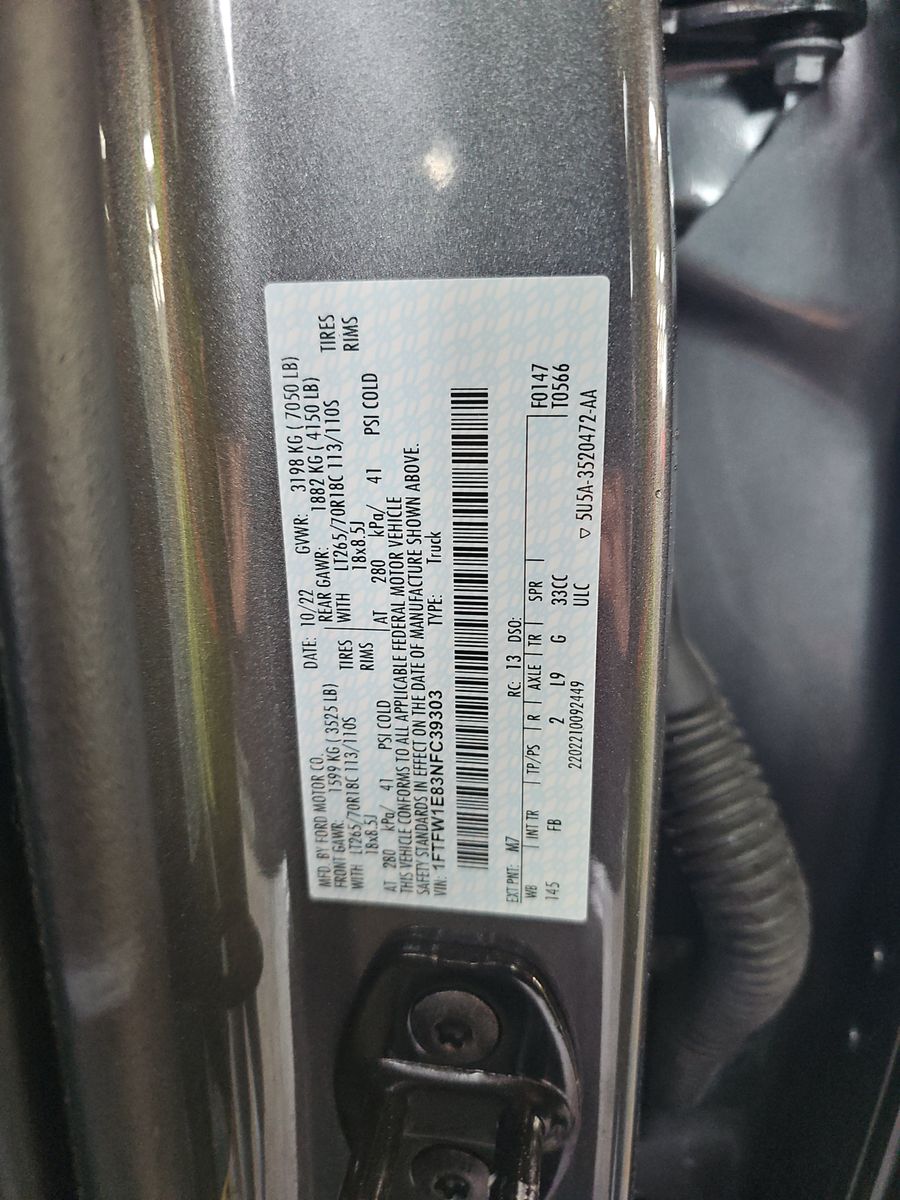 MFD. BY FORD MOTOR CO.
DATE: 10/22 GVWR: 3198 KG ( 7050 LB)
FRONT GAWR: 1599 KG ( 3525 LB)
REAR GAWR: 1882 KG ( 4150 LB)
WITH LT265/70R18C 113/110S TIRES
WITH LT265/70R18C 113/110S TIRES
18x8.5J RIMS
18x8.5J RIMS
AT 280 kPa/ 41 PSI COLD
AT 280 kPa/ 41 PSI COLD
THIS VEHICLE CONFORMS TO ALL APPLICABLE FEDERAL MOTOR VEHICLE
SAFETY STANDARDS IN EFFECT ON THE DATE OF MANUFACTURE SHOWN ABOVE.
VIN: 1FTFW1E83NFC39303 TYPE: Truck
EXT PNT: M7 RC: 13 DSO: F0147
WB INT TR TP/PS R AXLE TR SPR T0566
145 FB 2 L9 G 33CC
2202210092449 ULC 5U5A-3520472-AA